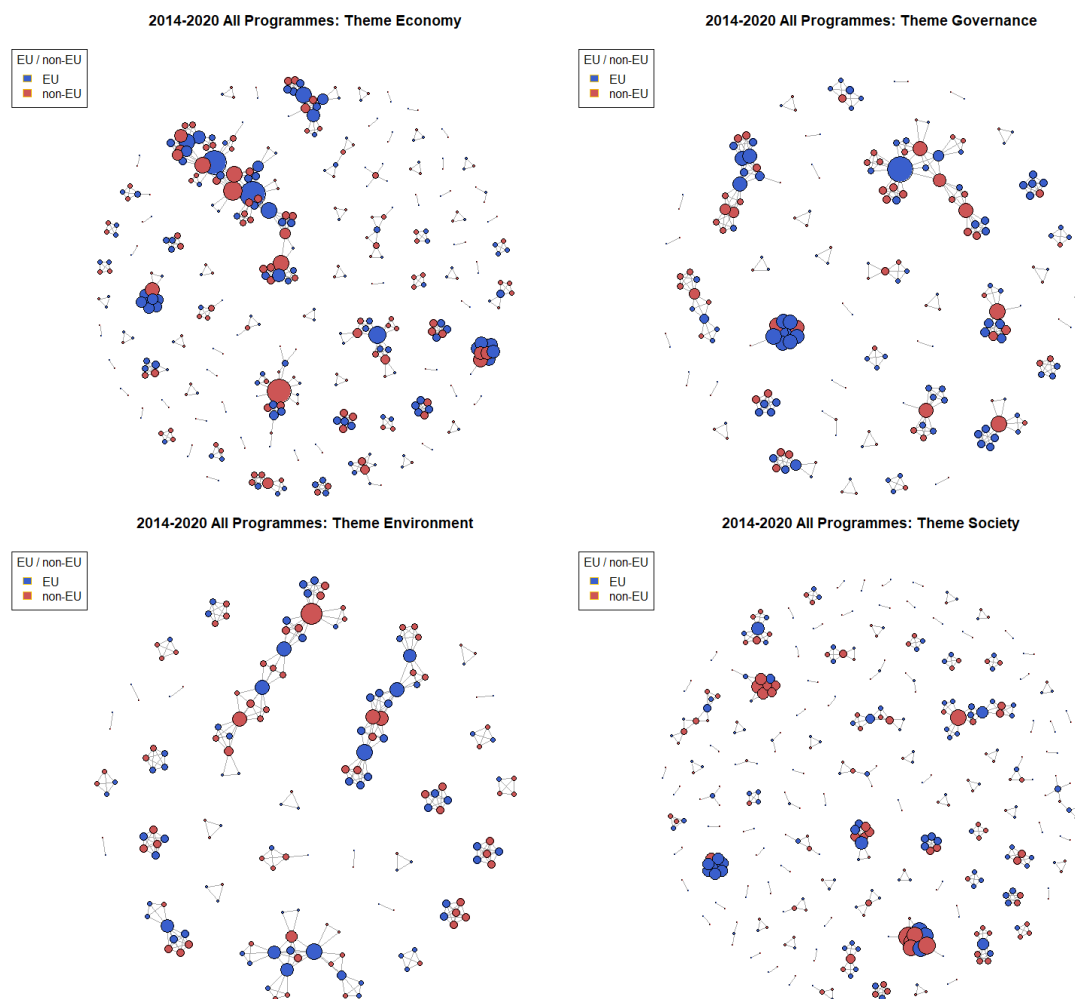 2014-2020 All Programmes: Theme Economy
EU / non-EU
EU
non-EU
2014-2020 All Programmes: Theme Governance
EU / non-EU
EU
non-EU
2014-2020 All Programmes: Theme Environment
EU / non-EU
EU
non-EU
2014-2020 All Programmes: Theme Society
EU / non-EU
EU
non-EU